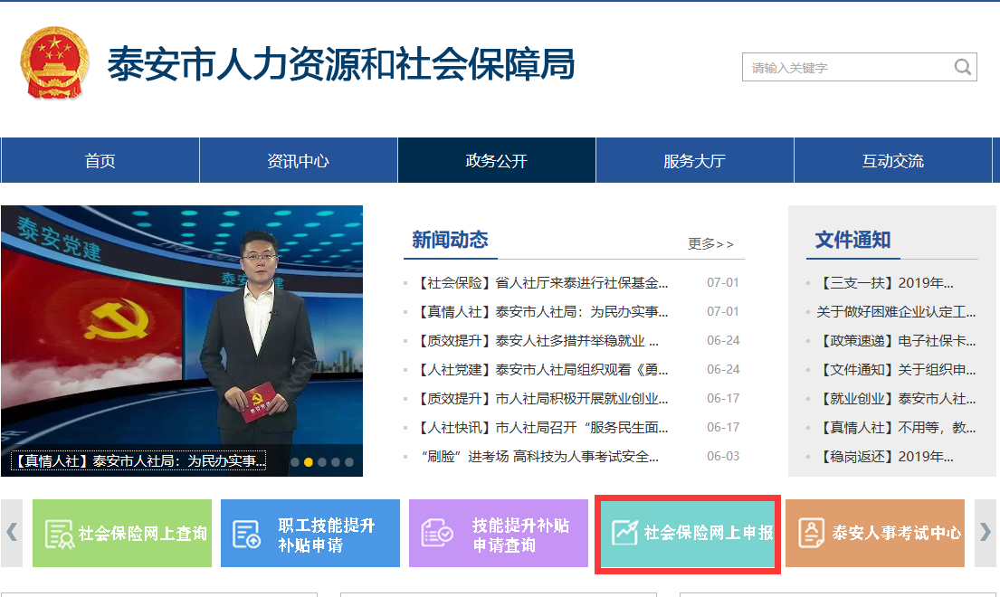 泰安市人力资源和社会保障局
请输入关键字
首页
资讯中心
政务公开
服务大厅
互动交流
泰安党建
【真情人社】泰安市人社局：为民办实事...
新闻动态
更多>>
【社会保险】省人社厅来泰进行社保基金... 07-01
【真情人社】泰安市人社局：为民办实事... 07-01
【质效提升】泰安人社多措并举稳就业 ... 06-24
【人社党建】泰安市人社局组织观看《勇... 06-24
【质效提升】市人社局积极开展就业创业... 06-17
【人社快讯】市人社局召开“服务民生面... 06-17
“刷脸”进考场 高科技为人事考试安全... 06-03
文件通知
【三支一扶】2019年...
关于做好困难企业认定工...
【政策速递】电子社保卡...
【文件通知】关于组织申...
【就业创业】泰安市人社...
【真情人社】不用等，教...
【稳岗返还】2019年...
社会保险网上查询
职工技能提升
补贴申请
技能提升补贴
申请查询
社会保险网上申报
泰安人事考试中心